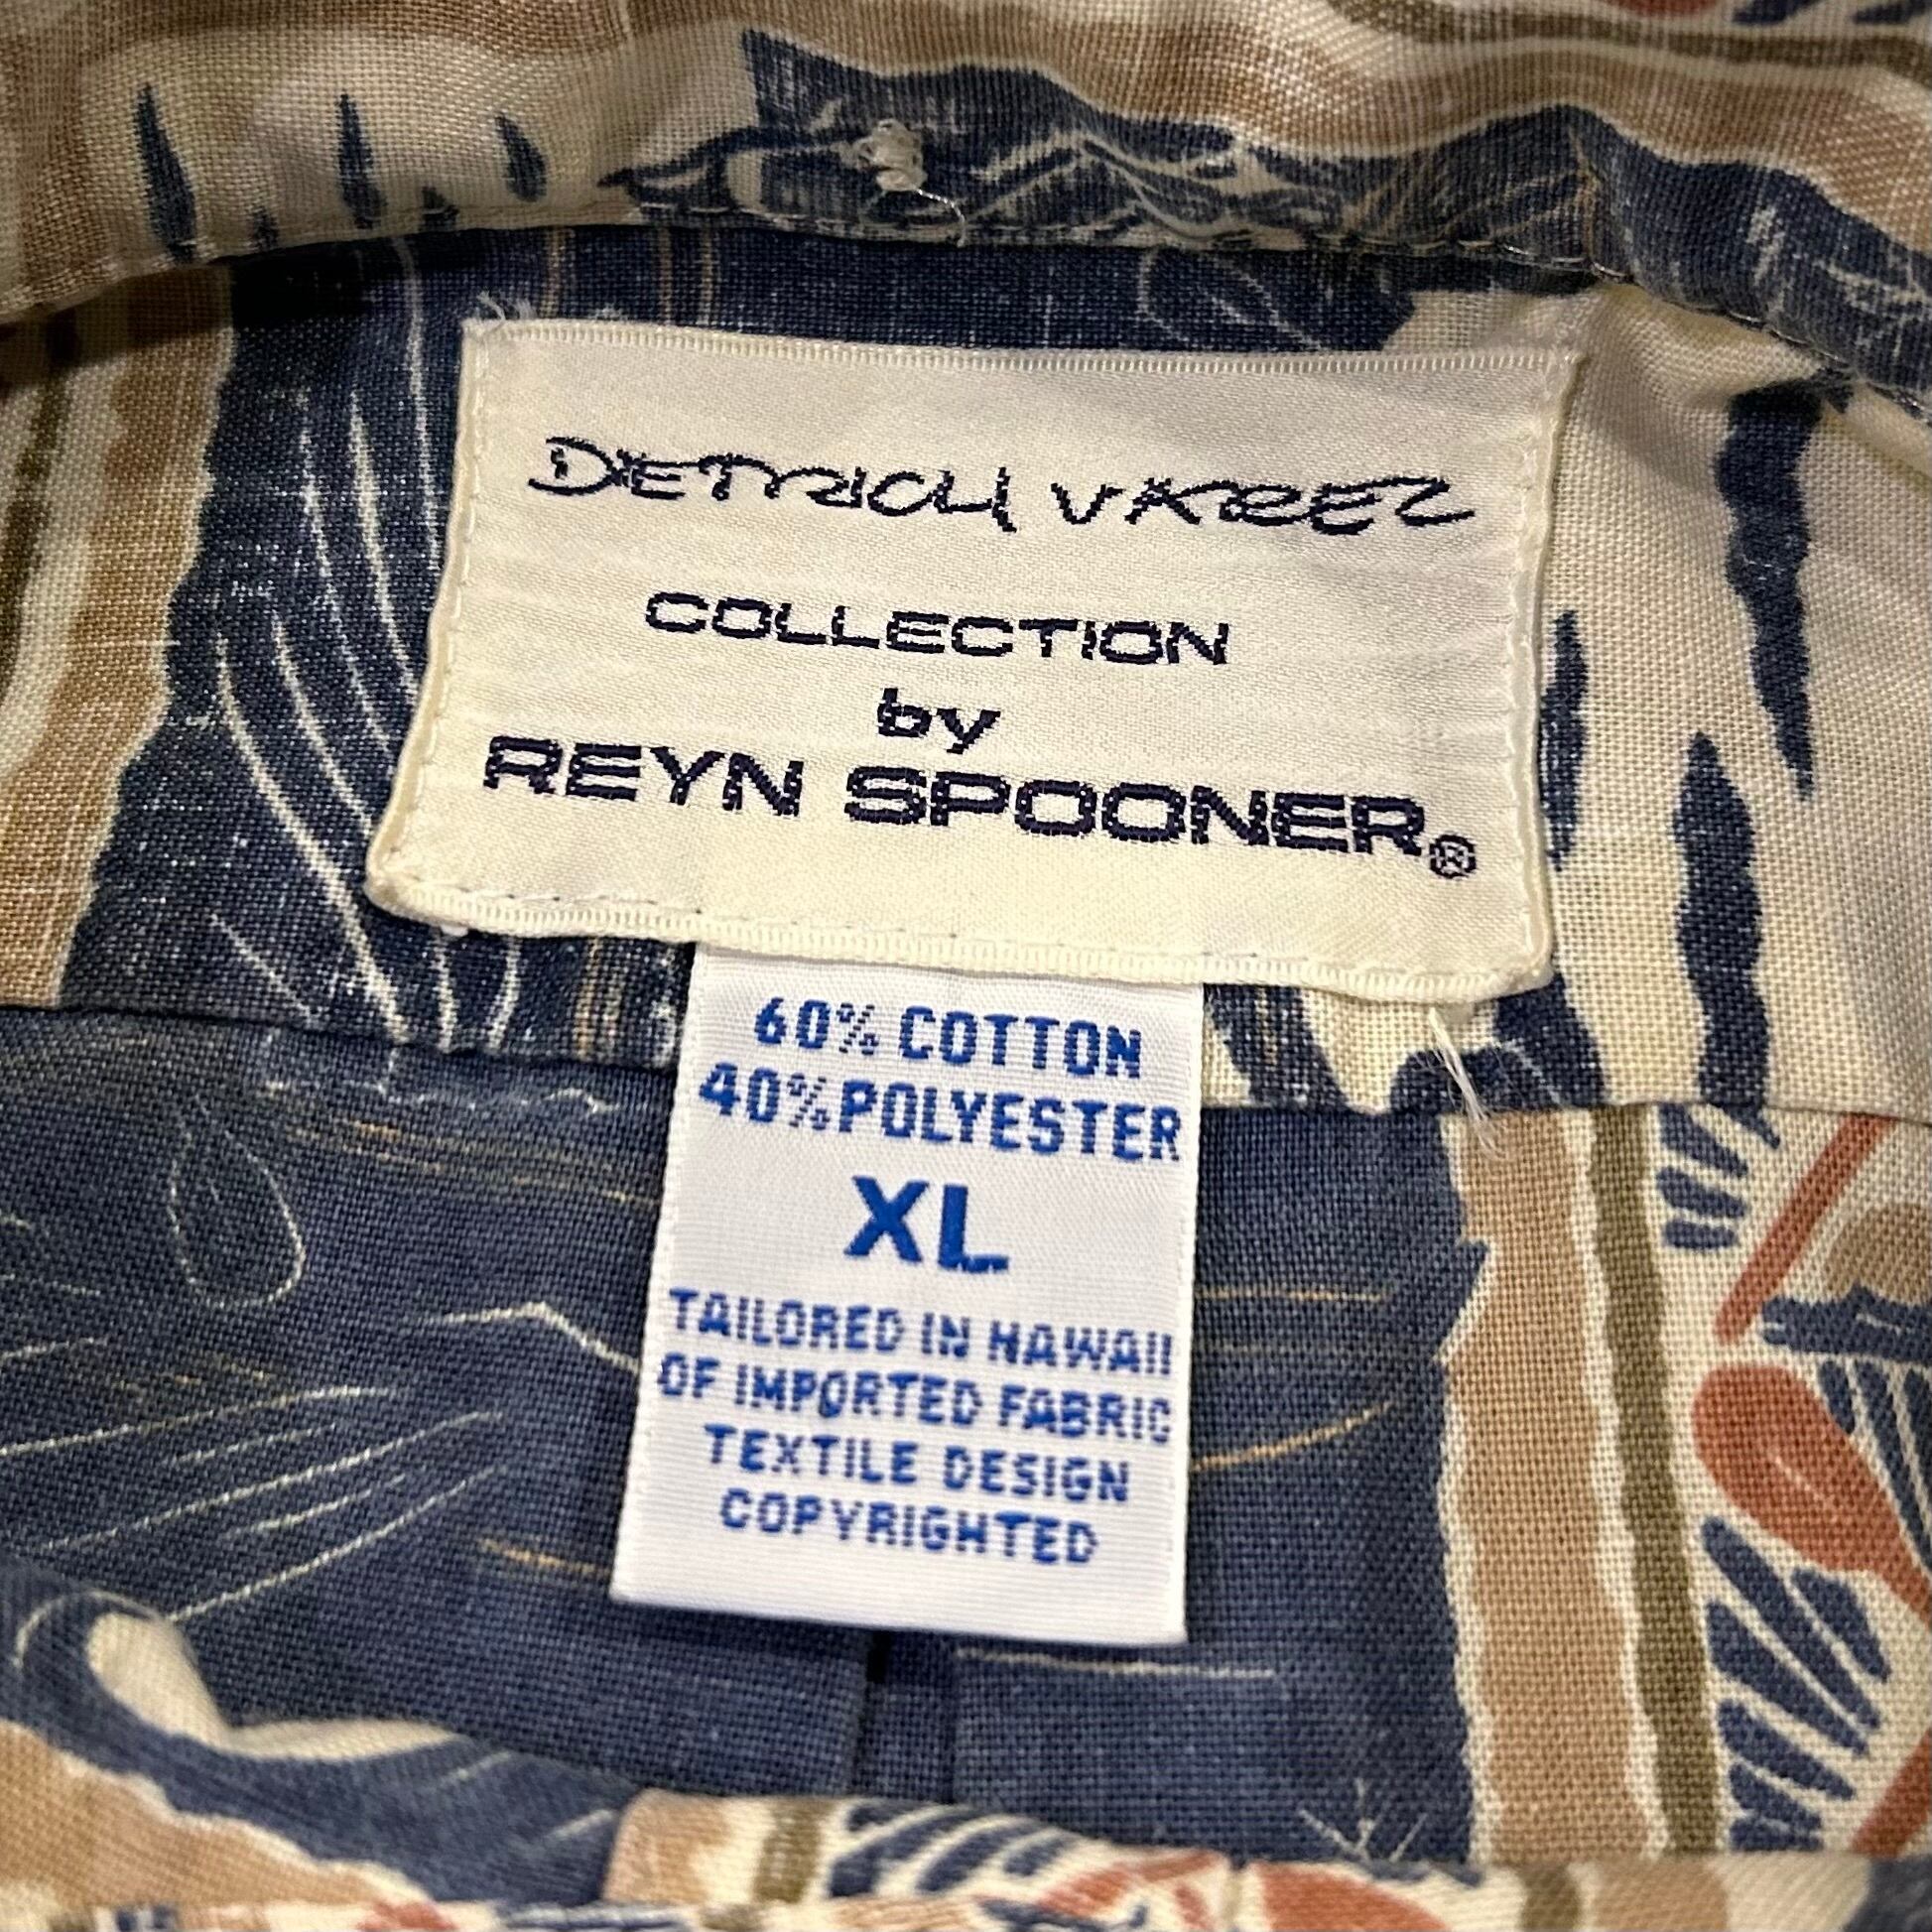 DIETRICH VAREZ
COLLECTION
by
REYN SPOONER®
60% COTTON
40% POLYESTER
XL
TAILORED IN HAWAII
OF IMPORTED FABRIC
TEXTILE DESIGN
COPYRIGHTED